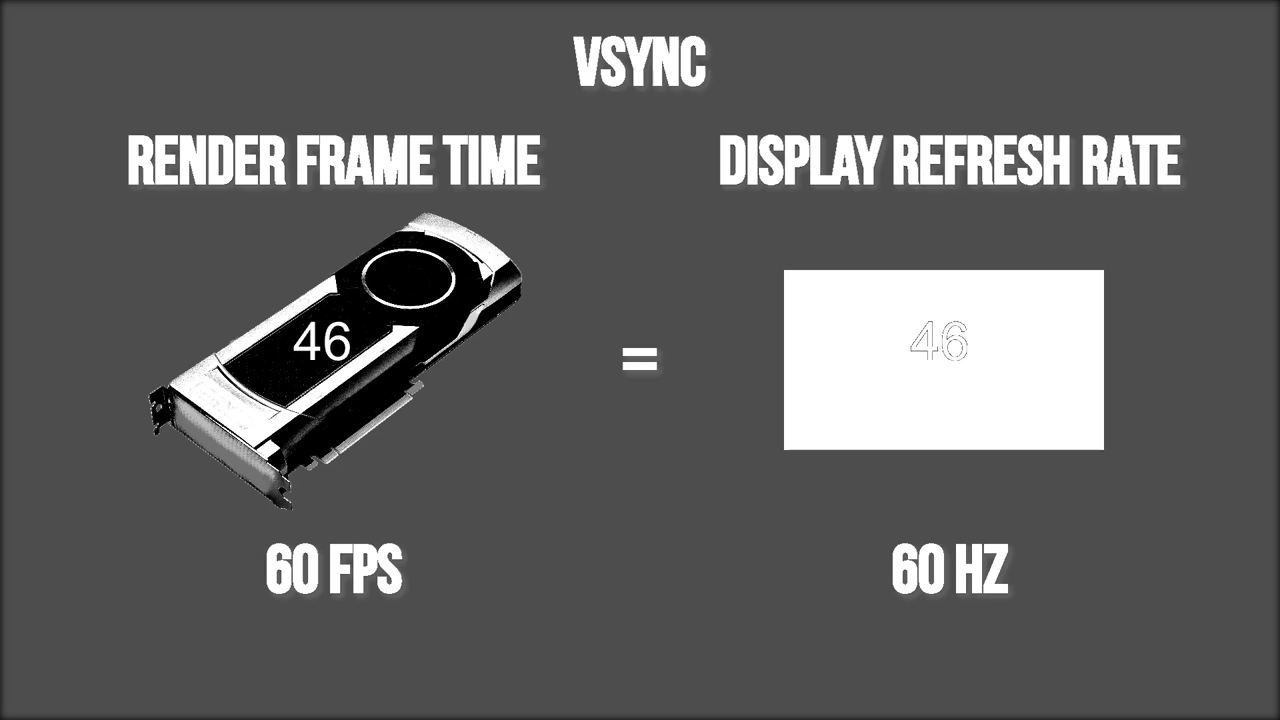 VSYNC
RENDER FRAME TIME
DISPLAY REFRESH RATE
46
=
46
60 FPS
60 HZ